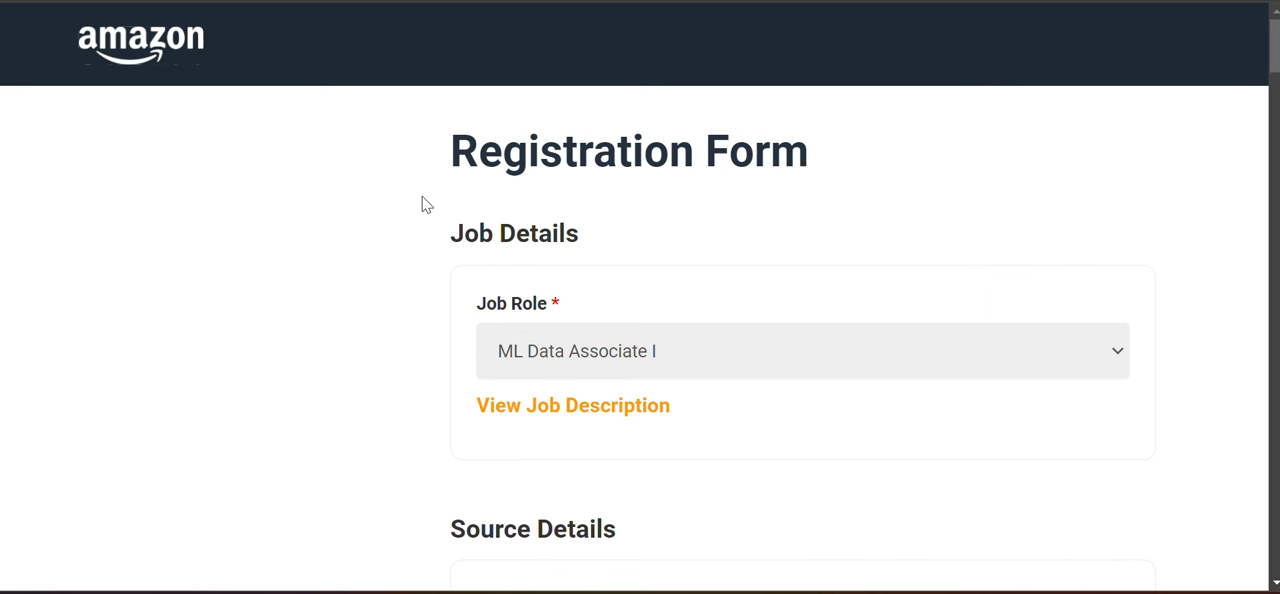 amazon
Registration Form
Job Details
Job Role *
ML Data Associate I
View Job Description
Source Details